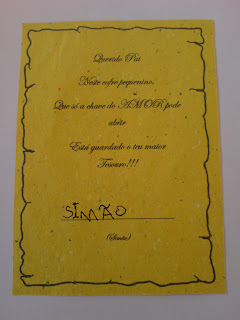 Querido Pai
Neste cofre pequenino,
Que só a chave do AMOR pode
abrir
Está guardado o teu maior
Tesouro!!!
SIMÃO
(Simão)